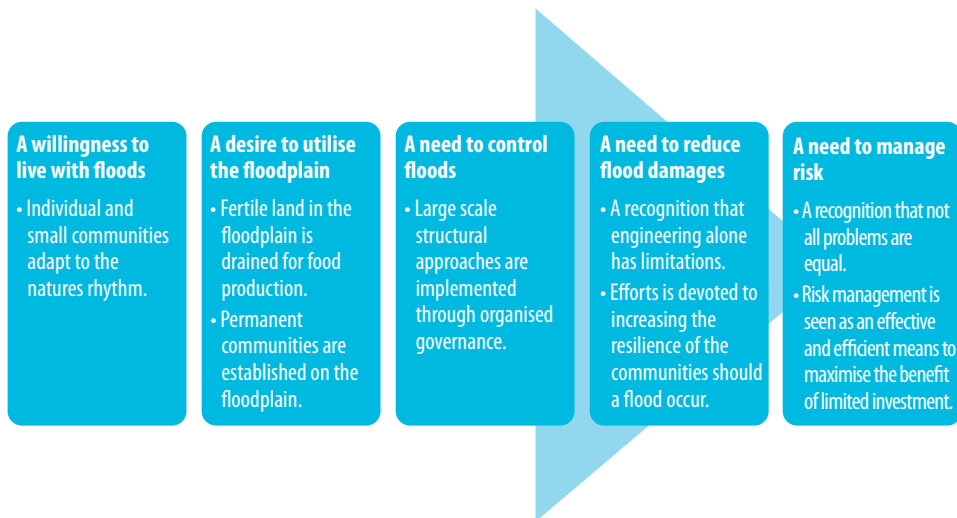 A willingness to
live with floods
• Individual and
small communities
adapt to the
natures rhythm.
A desire to utilise
the floodplain
• Fertile land in the
floodplain is
drained for food
production.
• Permanent
communities are
established on the
floodplain.
A need to control
floods
• Large scale
structural
approaches are
implemented
through organised
governance.
A need to reduce
flood damages
• A recognition that
engineering alone
has limitations.
• Efforts is devoted to
increasing the
resilience of the
communities should
a flood occur.
A need to manage
risk
• A recognition that not
all problems are
equal.
• Risk management is
seen as an effective
and efficient means to
maximise the benefit
of limited investment.